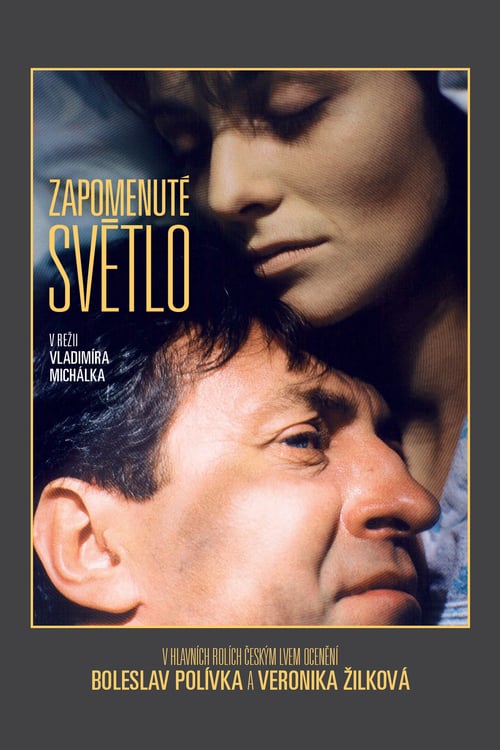 ZAPOMENUTÉ
SVĚTLO
V REŽII
VLADIMÍRA
MICHÁLKA
V HLAVNÍCH ROLÍCH ČESKÝM LVEM OCENĚNÍ
BOLESLAV POLÍVKA A VERONIKA ŽILKOVÁ